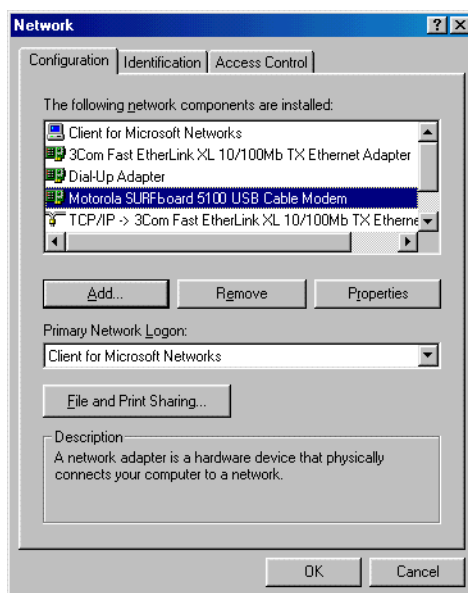 Network
Configuration Identification Access Control
The following network components are installed:
Client for Microsoft Networks
3Com Fast EtherLink XL 10/100Mb TX Ethernet Adapter
Dial-Up Adapter
Motorola SURFboard 5100 USB Cable Modem
TCP/IP -> 3Com Fast EtherLink XL 10/100Mb TX Etherne
Add... Remove Properties
Primary Network Logon:
Client for Microsoft Networks
File and Print Sharing...
Description
A network adapter is a hardware device that physically
connects your computer to a network.
OK Cancel